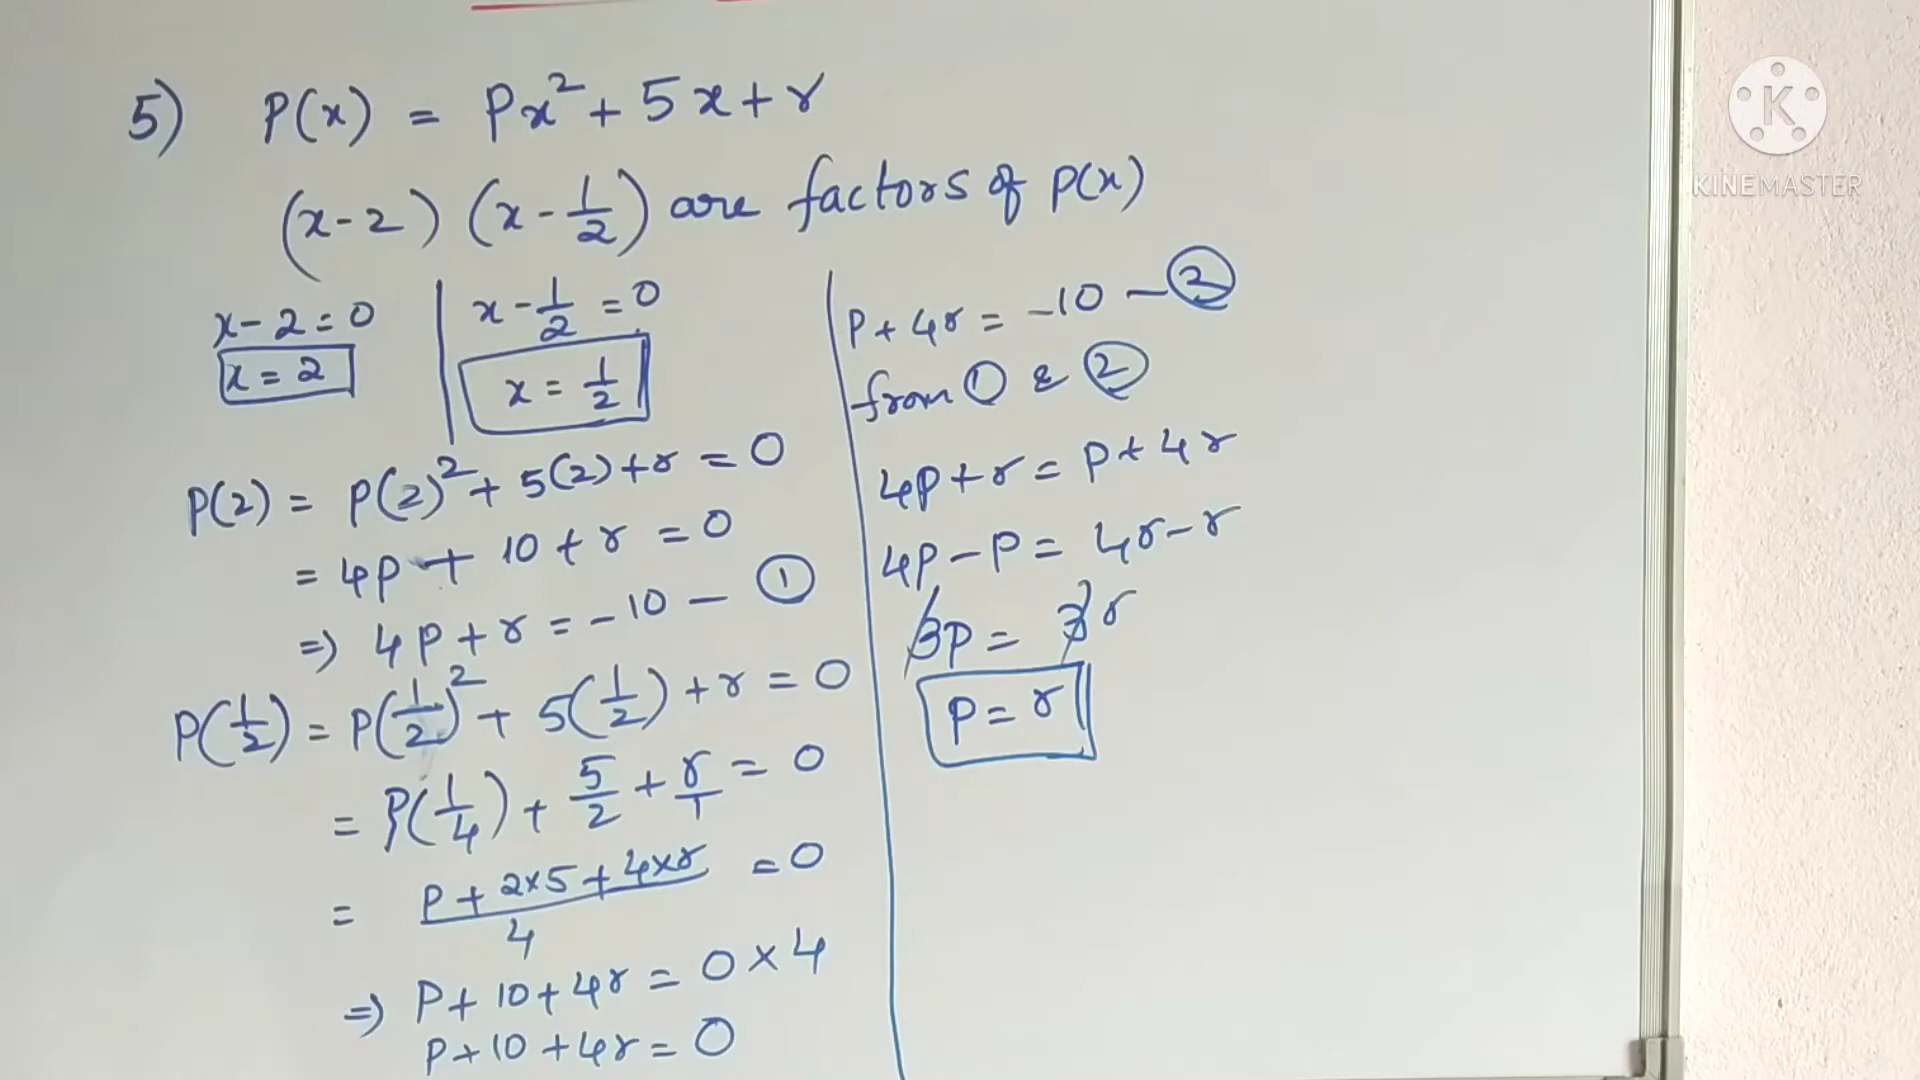 5) P(x) = Px² + 5x + r
(x-2) (x - 1/2) are factors of p(x)
x - 2 = 0
x = 2
x - 1/2 = 0
x = 1/2
P(2) = P(2)² + 5(2) + r = 0
= 4P + 10 + r = 0
=> 4P + r = -10 - ①
P(1/2) = P(1/2)² + 5(1/2) + r = 0
= P(1/4) + 5/2 + r/1 = 0
= P + 2×5 + 4×r / 4 = 0
=> P + 10 + 4r = 0 × 4
P + 10 + 4r = 0
P + 4r = -10 - ②
from ① & ②
4P + r = P + 4r
4P - P = 4r - r
3P = 3r
P = r
K
KINEMASTER